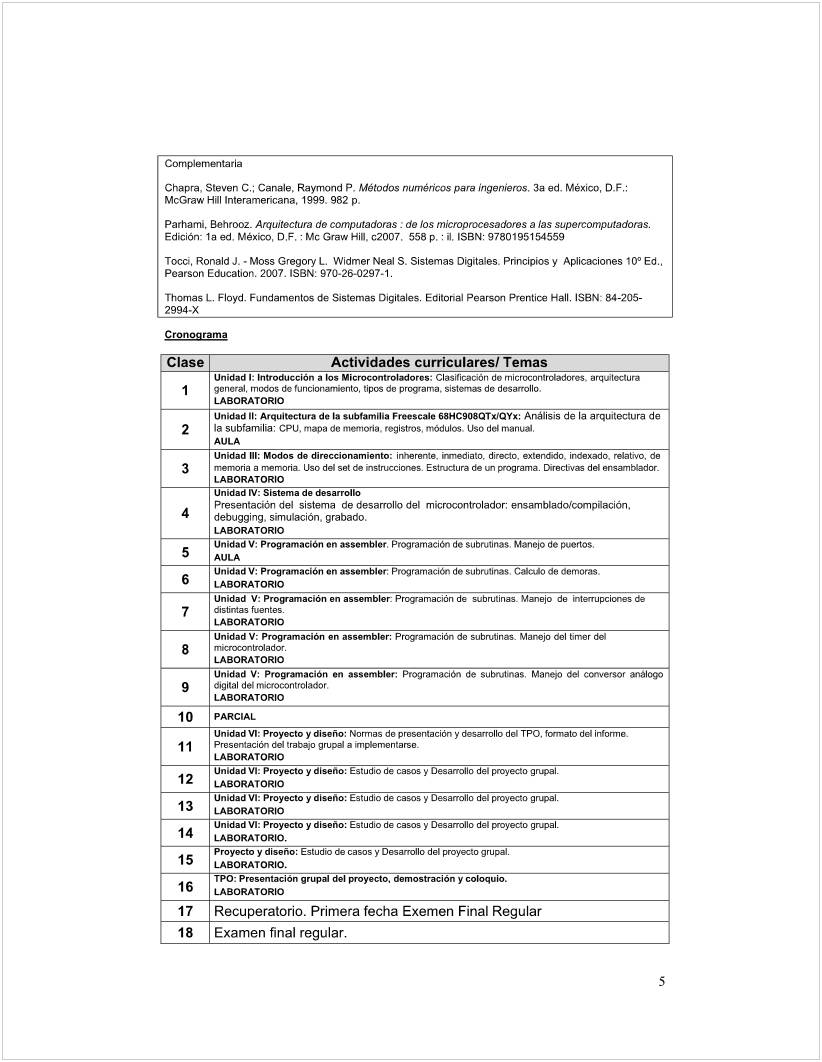 Complementaria
Chapra, Steven C.; Canale, Raymond P. Métodos numéricos para ingenieros. 3a ed. México, D.F.:
McGraw Hill Interamericana, 1999. 982 p.
Parhami, Behrooz. Arquitectura de computadoras : de los microprocesadores a las supercomputadoras.
Edición: 1a ed. México, D.F. : Mc Graw Hill, c2007. 558 p. : il. ISBN: 9780195154559
Tocci, Ronald J. - Moss Gregory L. Widmer Neal S. Sistemas Digitales. Principios y Aplicaciones 10º Ed.,
Pearson Education. 2007. ISBN: 970-26-0297-1.
Thomas L. Floyd. Fundamentos de Sistemas Digitales. Editorial Pearson Prentice Hall. ISBN: 84-205-
2994-X
Cronograma
Clase Actividades curriculares/ Temas
1 Unidad I: Introducción a los Microcontroladores: Clasificación de microcontroladores, arquitectura
general, modos de funcionamiento, tipos de programa, sistemas de desarrollo.
LABORATORIO
2 Unidad II: Arquitectura de la subfamilia Freescale 68HC908QTx/QYx: Análisis de la arquitectura de
la subfamilia: CPU, mapa de memoria, registros, módulos. Uso del manual.
AULA
3 Unidad III: Modos de direccionamiento: inherente, inmediato, directo, extendido, indexado, relativo, de
memoria a memoria. Uso del set de instrucciones. Estructura de un programa. Directivas del ensamblador.
LABORATORIO
4 Unidad IV: Sistema de desarrollo
Presentación del sistema de desarrollo del microcontrolador: ensamblado/compilación,
debugging, simulación, grabado.
LABORATORIO
5 Unidad V: Programación en assembler. Programación de subrutinas. Manejo de puertos.
AULA
6 Unidad V: Programación en assembler: Programación de subrutinas. Calculo de demoras.
LABORATORIO
7 Unidad V: Programación en assembler: Programación de subrutinas. Manejo de interrupciones de
distintas fuentes.
LABORATORIO
8 Unidad V: Programación en assembler: Programación de subrutinas. Manejo del timer del
microcontrolador.
LABORATORIO
9 Unidad V: Programación en assembler: Programación de subrutinas. Manejo del conversor análogo
digital del microcontrolador.
LABORATORIO
10 PARCIAL
11 Unidad VI: Proyecto y diseño: Normas de presentación y desarrollo del TPO, formato del informe.
Presentación del trabajo grupal a implementarse.
LABORATORIO
12 Unidad VI: Proyecto y diseño: Estudio de casos y Desarrollo del proyecto grupal.
LABORATORIO
13 Unidad VI: Proyecto y diseño: Estudio de casos y Desarrollo del proyecto grupal.
LABORATORIO
14 Unidad VI: Proyecto y diseño: Estudio de casos y Desarrollo del proyecto grupal.
LABORATORIO.
15 Proyecto y diseño: Estudio de casos y Desarrollo del proyecto grupal.
LABORATORIO.
16 TPO: Presentación grupal del proyecto, demostración y coloquio.
LABORATORIO
17 Recuperatorio. Primera fecha Exemen Final Regular
18 Examen final regular.
5